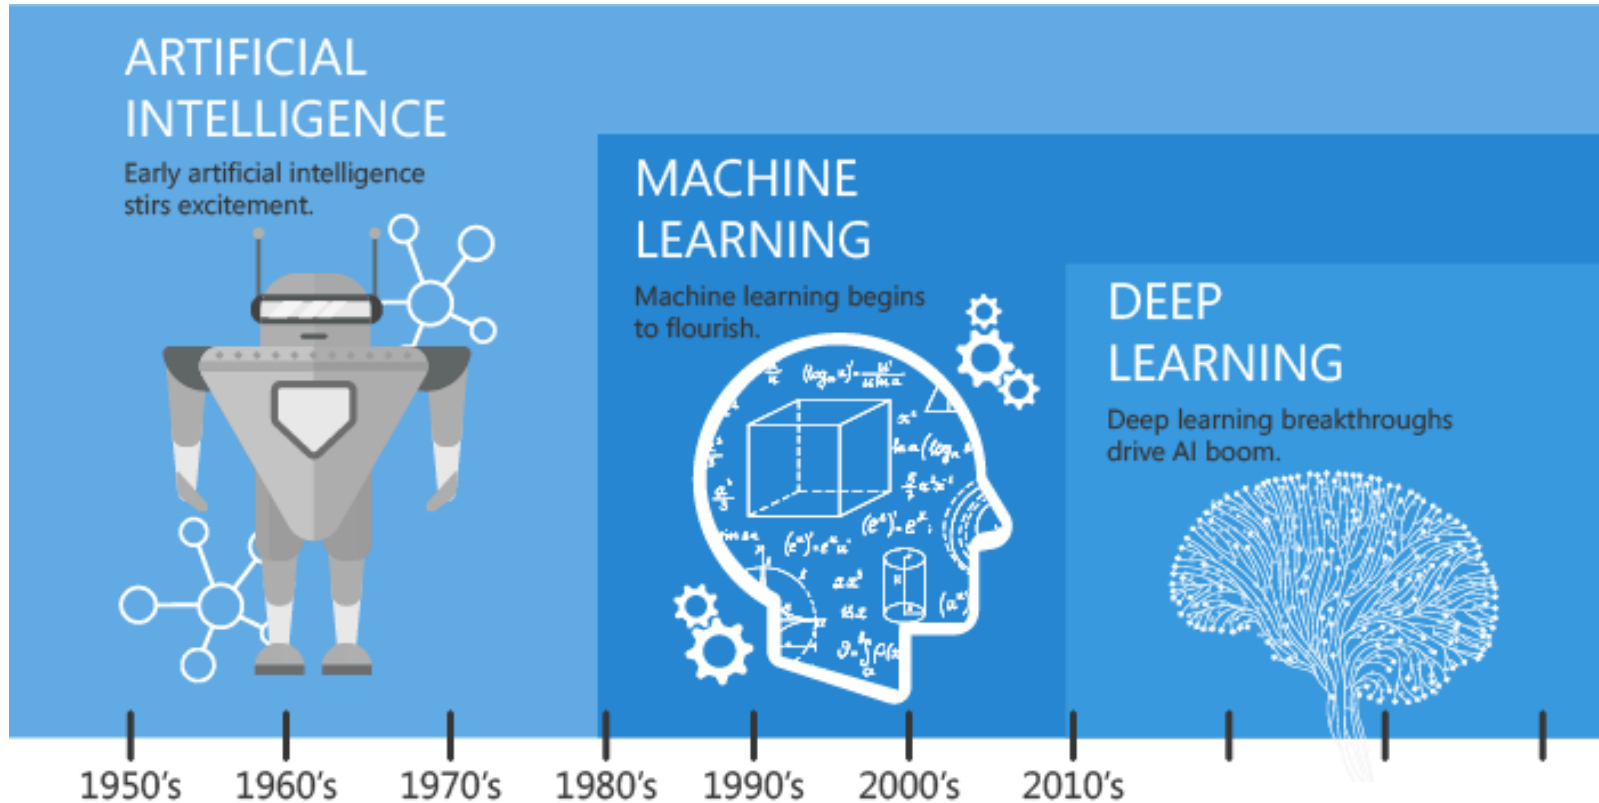 ARTIFICIAL
INTELLIGENCE
Early artificial intelligence
stirs excitement.
MACHINE
LEARNING
Machine learning begins
to flourish.
DEEP
LEARNING
Deep learning breakthroughs
drive AI boom.
1950's 1960's 1970's 1980's 1990's 2000's 2010's